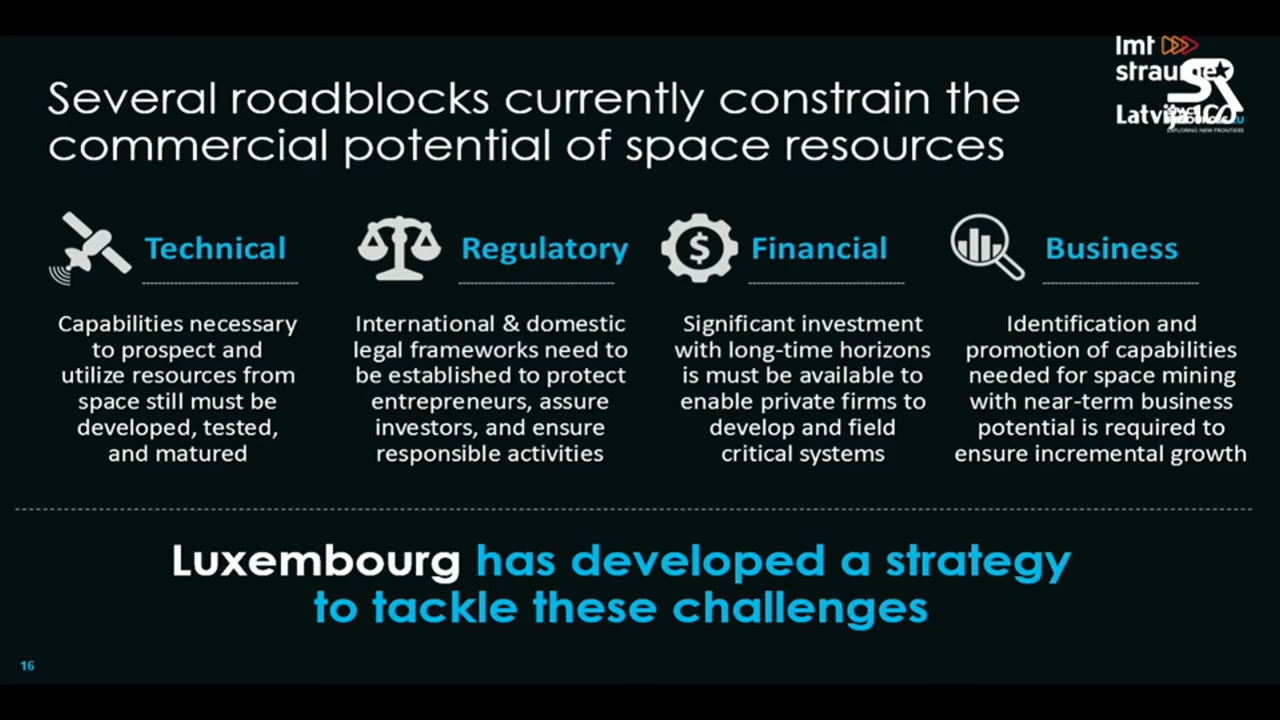 lmt
straume
Latvija100
EXPLORING NEW FRONTIERS
Several roadblocks currently constrain the
commercial potential of space resources
Technical
Capabilities necessary
to prospect and
utilize resources from
space still must be
developed, tested,
and matured
Regulatory
International & domestic
legal frameworks need to
be established to protect
entrepreneurs, assure
investors, and ensure
responsible activities
$
Financial
Significant investment
with long-time horizons
is must be available to
enable private firms to
develop and field
critical systems
Business
Identification and
promotion of capabilities
needed for space mining
with near-term business
potential is required to
ensure incremental growth
Luxembourg has developed a strategy
to tackle these challenges
16